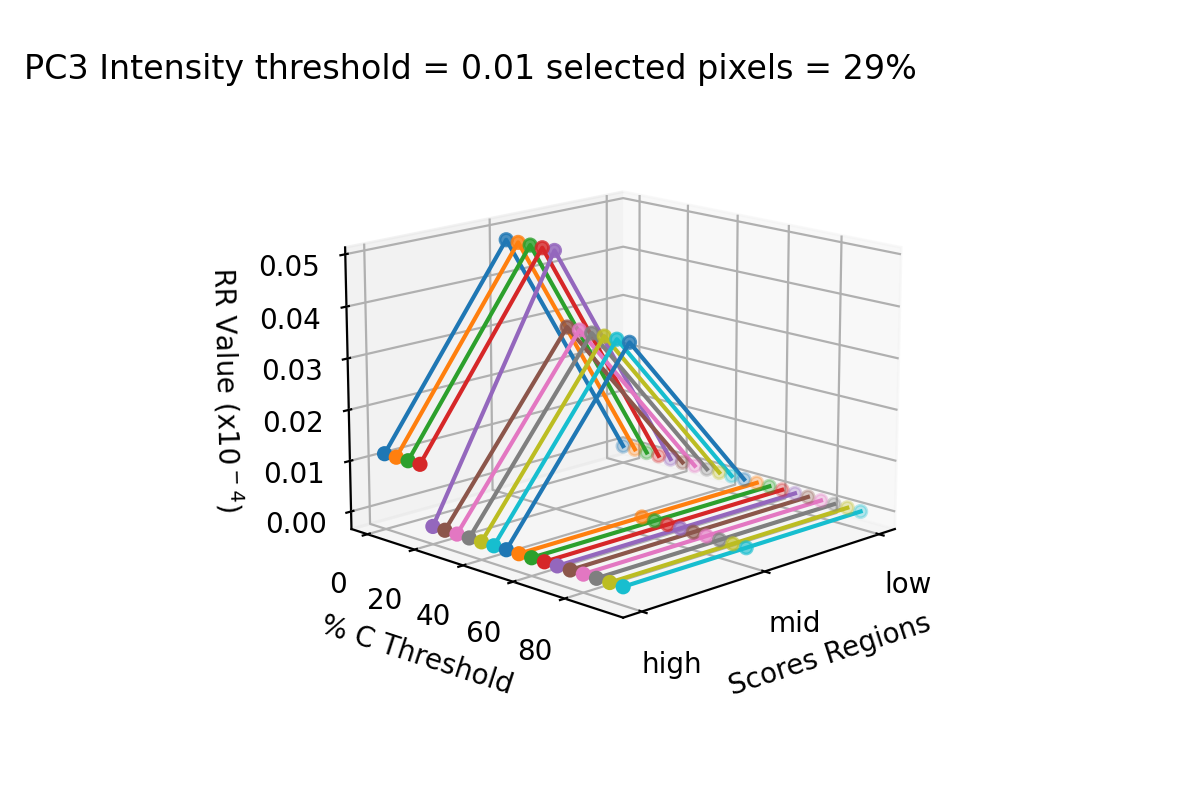 PC3 Intensity threshold = 0.01 selected pixels = 29%
0.05
0.04
0.03
0.02
0.01
0.00
RR Value (x10⁻⁴)
0
20
40
60
80
% C Threshold
high
mid
low
Scores Regions